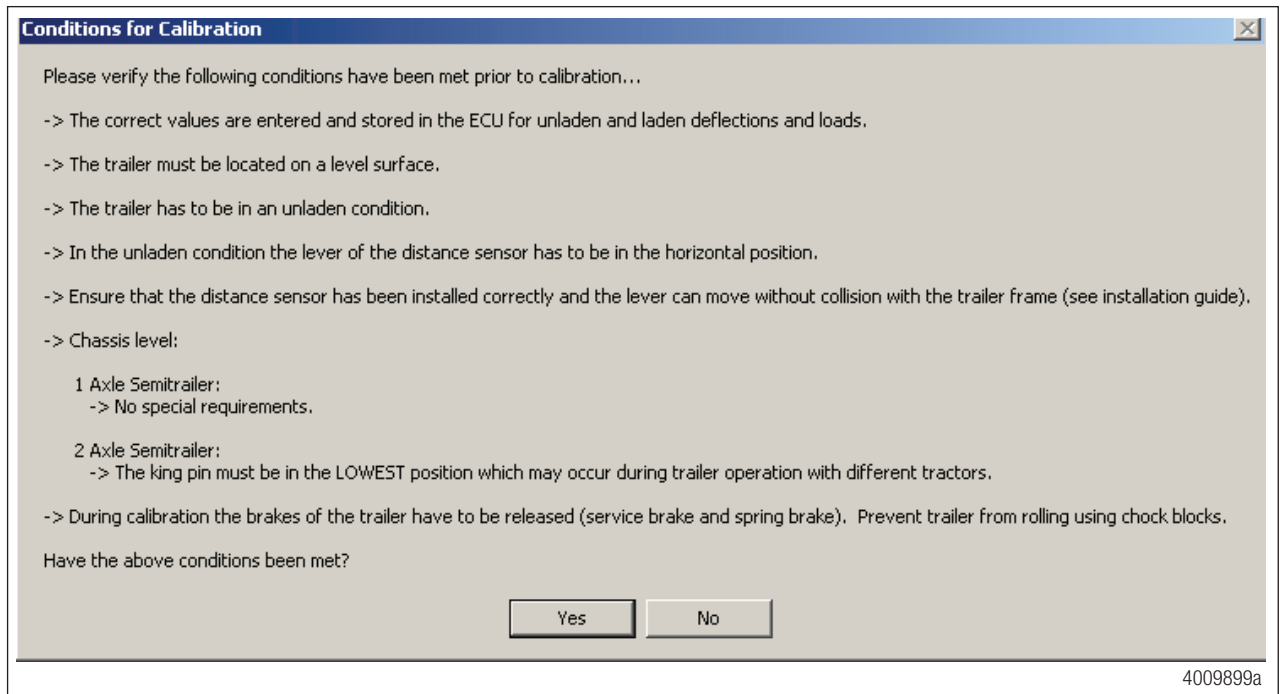 Conditions for Calibration
Please verify the following conditions have been met prior to calibration...
-> The correct values are entered and stored in the ECU for unladen and laden deflections and loads.
-> The trailer must be located on a level surface.
-> The trailer has to be in an unladen condition.
-> In the unladen condition the lever of the distance sensor has to be in the horizontal position.
-> Ensure that the distance sensor has been installed correctly and the lever can move without collision with the trailer frame (see installation guide).
-> Chassis level:
1 Axle Semitrailer:
-> No special requirements.
2 Axle Semitrailer:
-> The king pin must be in the LOWEST position which may occur during trailer operation with different tractors.
-> During calibration the brakes of the trailer have to be released (service brake and spring brake).  Prevent trailer from rolling using chock blocks.
Have the above conditions been met?
Yes No
4009899a